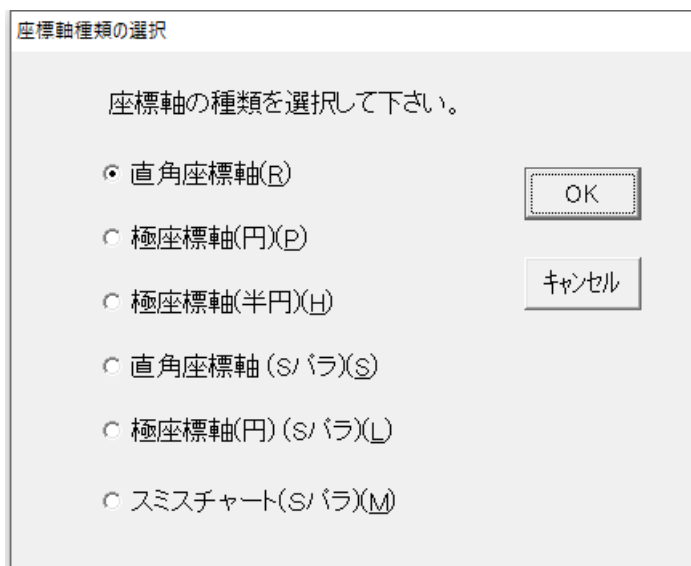 座標軸種類の選択
座標軸の種類を選択して下さい。
直角座標軸(R)
OK
極座標軸(円)(P)
キャンセル
極座標軸(半円)(H)
直角座標軸 (Sパラ)(S)
極座標軸(円) (Sパラ)(L)
スミスチャート(Sパラ)(M)